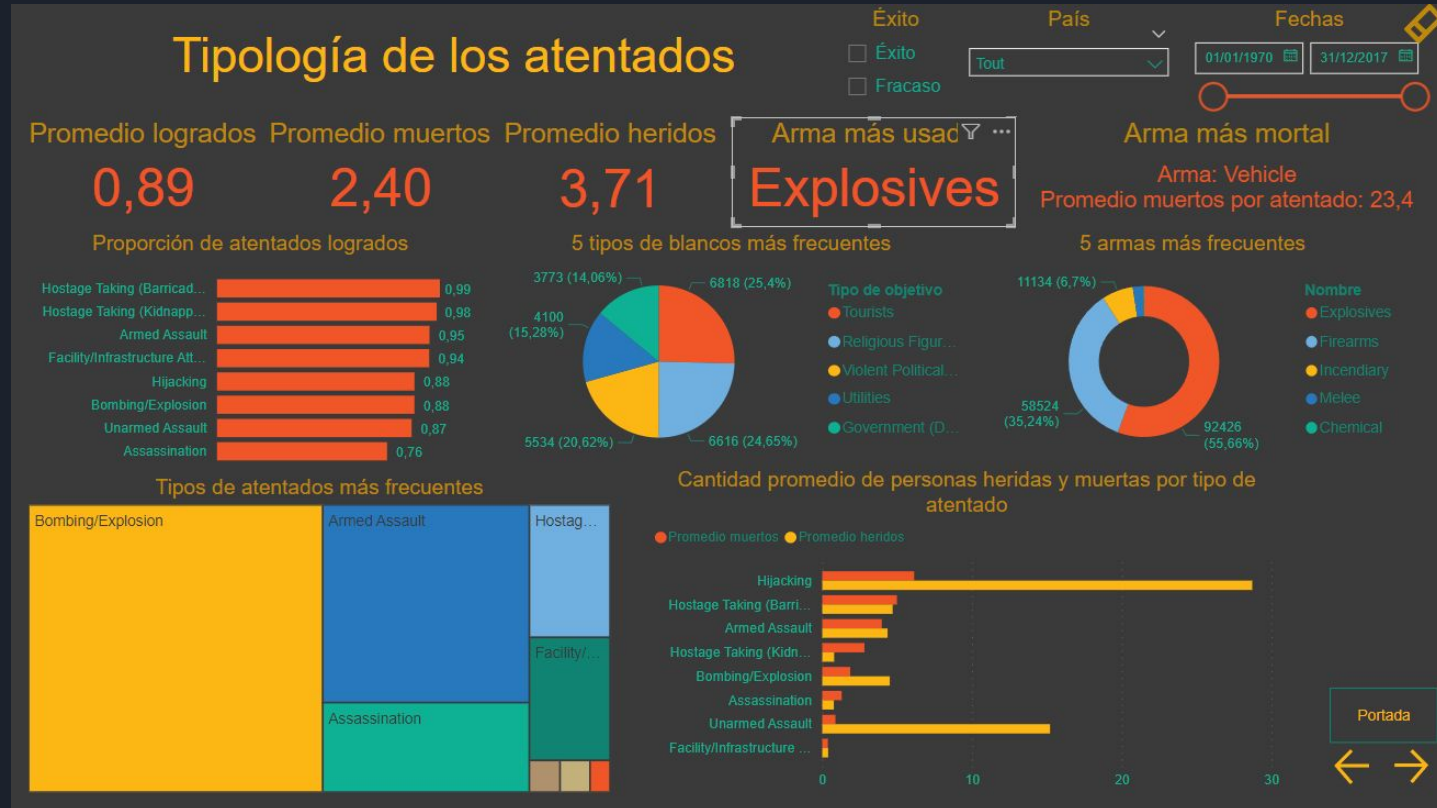 Tipología de los atentados
Éxito
Éxito
Fracaso
País
Tout
Fechas
01/01/1970
31/12/2017
Promedio logrados
0,89
Promedio muertos
2,40
Promedio heridos
3,71
Arma más usad
Explosives
Arma más mortal
Arma: Vehicle
Promedio muertos por atentado: 23,4
Proporción de atentados logrados
Hostage Taking (Barricad...
0,99
Hostage Taking (Kidnapp...
0,98
Armed Assault
0,95
Facility/Infrastructure Att...
0,94
Hijacking
0,88
Bombing/Explosion
0,88
Unarmed Assault
0,87
Assassination
0,76
5 tipos de blancos más frecuentes
3773 (14,06%)
6818 (25,4%)
4100
(15,28%)
5534 (20,62%)
6616 (24,65%)
Tipo de objetivo
Tourists
Religious Figur...
Violent Political...
Utilities
Government (D...
5 armas más frecuentes
11134 (6,7%)
58524
(35,24%)
92426
(55,66%)
Nombre
Explosives
Firearms
Incendiary
Melee
Chemical
Tipos de atentados más frecuentes
Bombing/Explosion
Armed Assault
Hostag...
Facility/...
Assassination
Cantidad promedio de personas heridas y muertas por tipo de
atentado
Promedio muertos
Promedio heridos
Hijacking
Hostage Taking (Barri...
Armed Assault
Hostage Taking (Kidn...
Bombing/Explosion
Assassination
Unarmed Assault
Facility/Infrastructure ...
0
10
20
30
Portada